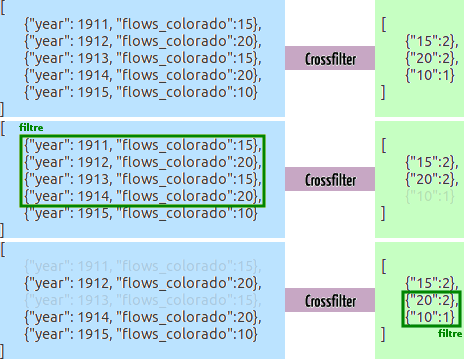 [
{"year": 1911, "flows_colorado":15},
{"year": 1912, "flows_colorado":20},
{"year": 1913, "flows_colorado":15},
{"year": 1914, "flows_colorado":20},
{"year": 1915, "flows_colorado":10}
]
Crossfilter
[
{"15":2},
{"20":2},
{"10":1}
]
[
filtre
{"year": 1911, "flows_colorado":15},
{"year": 1912, "flows_colorado":20},
{"year": 1913, "flows_colorado":15},
{"year": 1914, "flows_colorado":20},
{"year": 1915, "flows_colorado":10}
]
Crossfilter
[
{"15":2},
{"20":2},
{"10":1}
]
[
{"year": 1911, "flows_colorado":15},
{"year": 1912, "flows_colorado":20},
{"year": 1913, "flows_colorado":15},
{"year": 1914, "flows_colorado":20},
{"year": 1915, "flows_colorado":10}
]
Crossfilter
[
{"15":2},
{"20":2},
{"10":1}
]
filtre